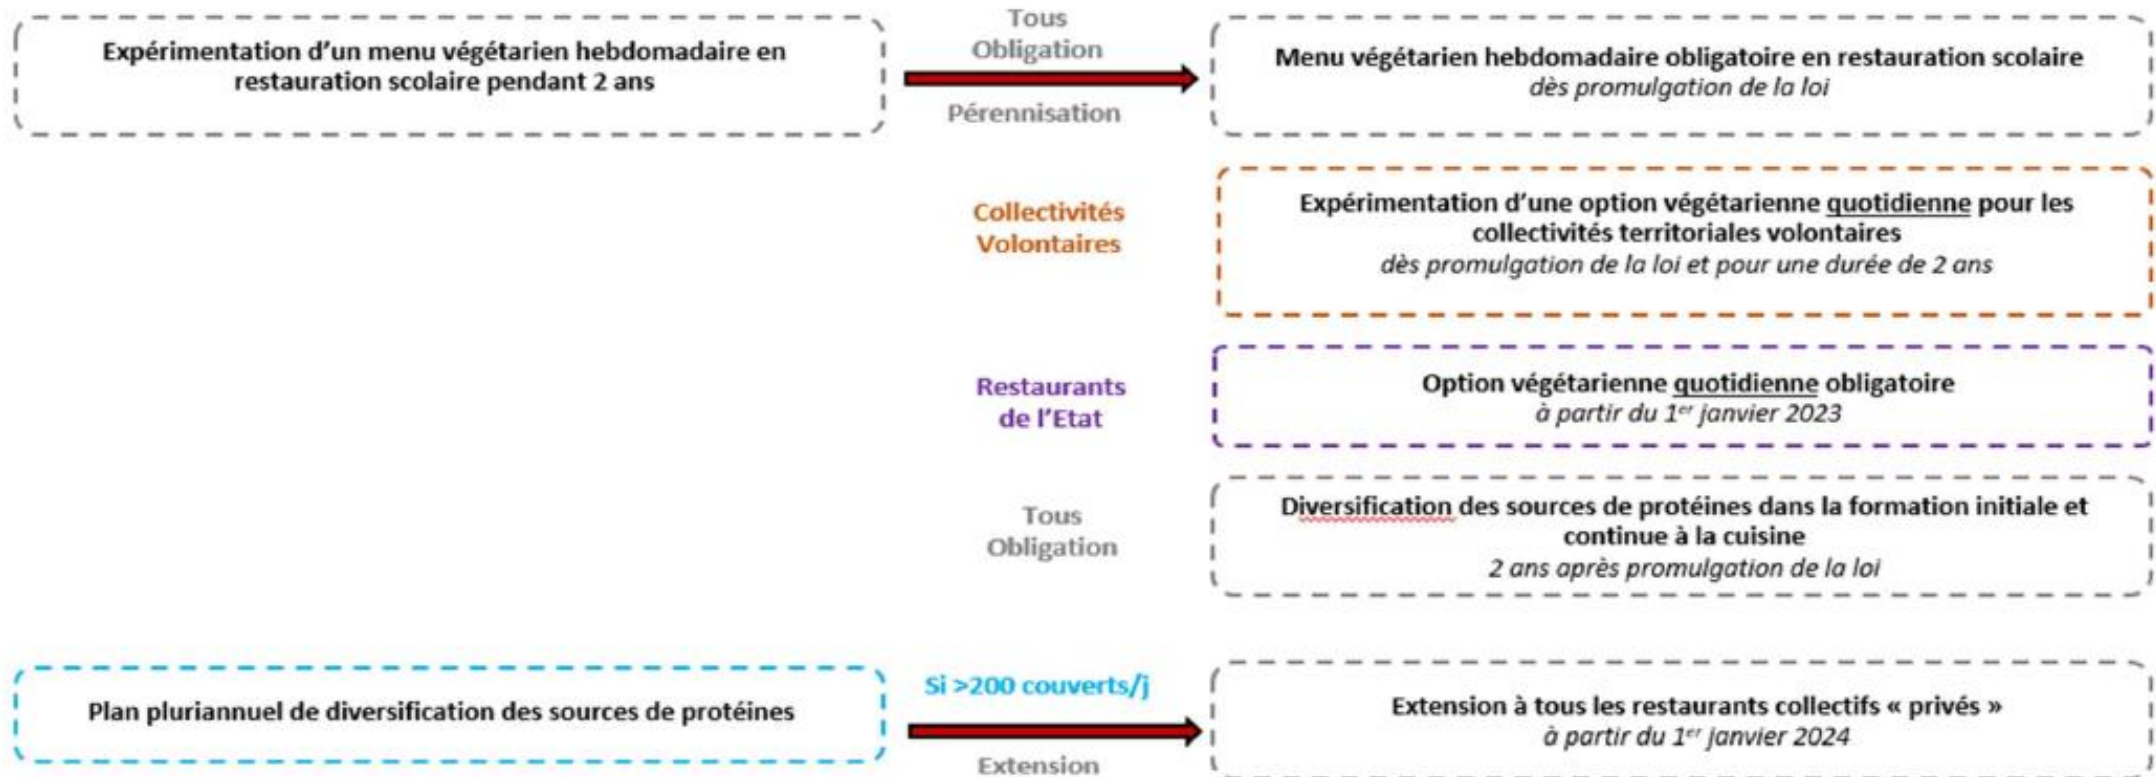 Expérimentation d’un menu végétarien hebdomadaire en
restauration scolaire pendant 2 ans
Tous
Obligation
Pérennisation
Menu végétarien hebdomadaire obligatoire en restauration scolaire
dès promulgation de la loi
Collectivités
Volontaires
Expérimentation d’une option végétarienne quotidienne pour les
collectivités territoriales volontaires
dès promulgation de la loi et pour une durée de 2 ans
Restaurants
de l’Etat
Option végétarienne quotidienne obligatoire
à partir du 1er janvier 2023
Tous
Obligation
Diversification des sources de protéines dans la formation initiale et
continue à la cuisine
2 ans après promulgation de la loi
Plan pluriannuel de diversification des sources de protéines
Si >200 couverts/j
Extension
Extension à tous les restaurants collectifs « privés »
à partir du 1er janvier 2024